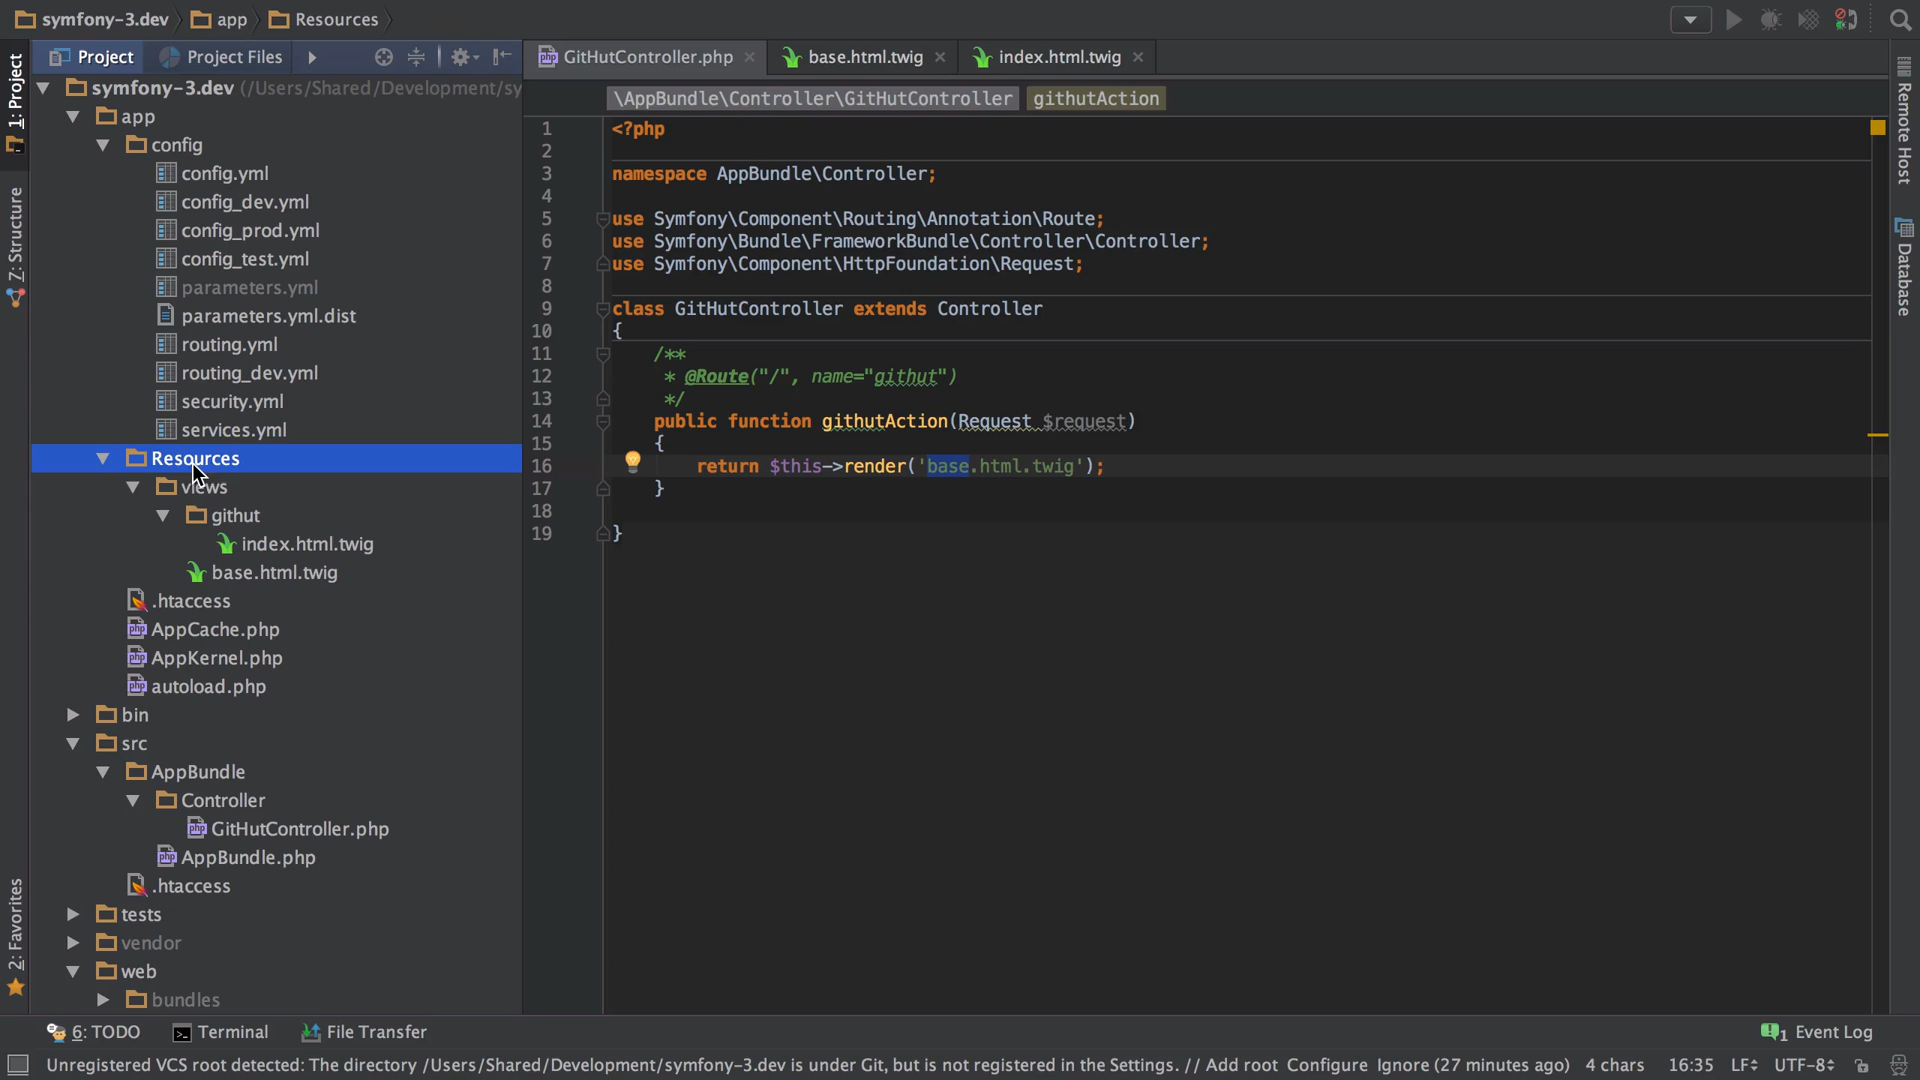 symfony-3.dev app Resources
Project Project Files
GitHutController.php base.html.twig index.html.twig
1: Project
Z: Structure
2: Favorites
symfony-3.dev (/Users/Shared/Development/sy
app
config
config.yml
config_dev.yml
config_prod.yml
config_test.yml
parameters.yml
parameters.yml.dist
routing.yml
routing_dev.yml
security.yml
services.yml
Resources
views
githut
index.html.twig
base.html.twig
.htaccess
AppCache.php
AppKernel.php
autoload.php
bin
src
AppBundle
Controller
GitHutController.php
AppBundle.php
.htaccess
tests
vendor
web
bundles
\AppBundle\Controller\GitHutController githutAction
1 <?php
2
3 namespace AppBundle\Controller;
4
5 use Symfony\Component\Routing\Annotation\Route;
6 use Symfony\Bundle\FrameworkBundle\Controller\Controller;
7 use Symfony\Component\HttpFoundation\Request;
8
9 class GitHutController extends Controller
10 {
11 /**
12 * @Route("/", name="githut")
13 */
14 public function githutAction(Request $request)
15 {
16 return $this->render('base.html.twig');
17 }
18
19 }
Remote Host
Database
6: TODO Terminal File Transfer
1 Event Log
Unregistered VCS root detected: The directory /Users/Shared/Development/symfony-3.dev is under Git, but is not registered in the Settings. // Add root Configure Ignore (27 minutes ago) 4 chars 16:35 LF UTF-8